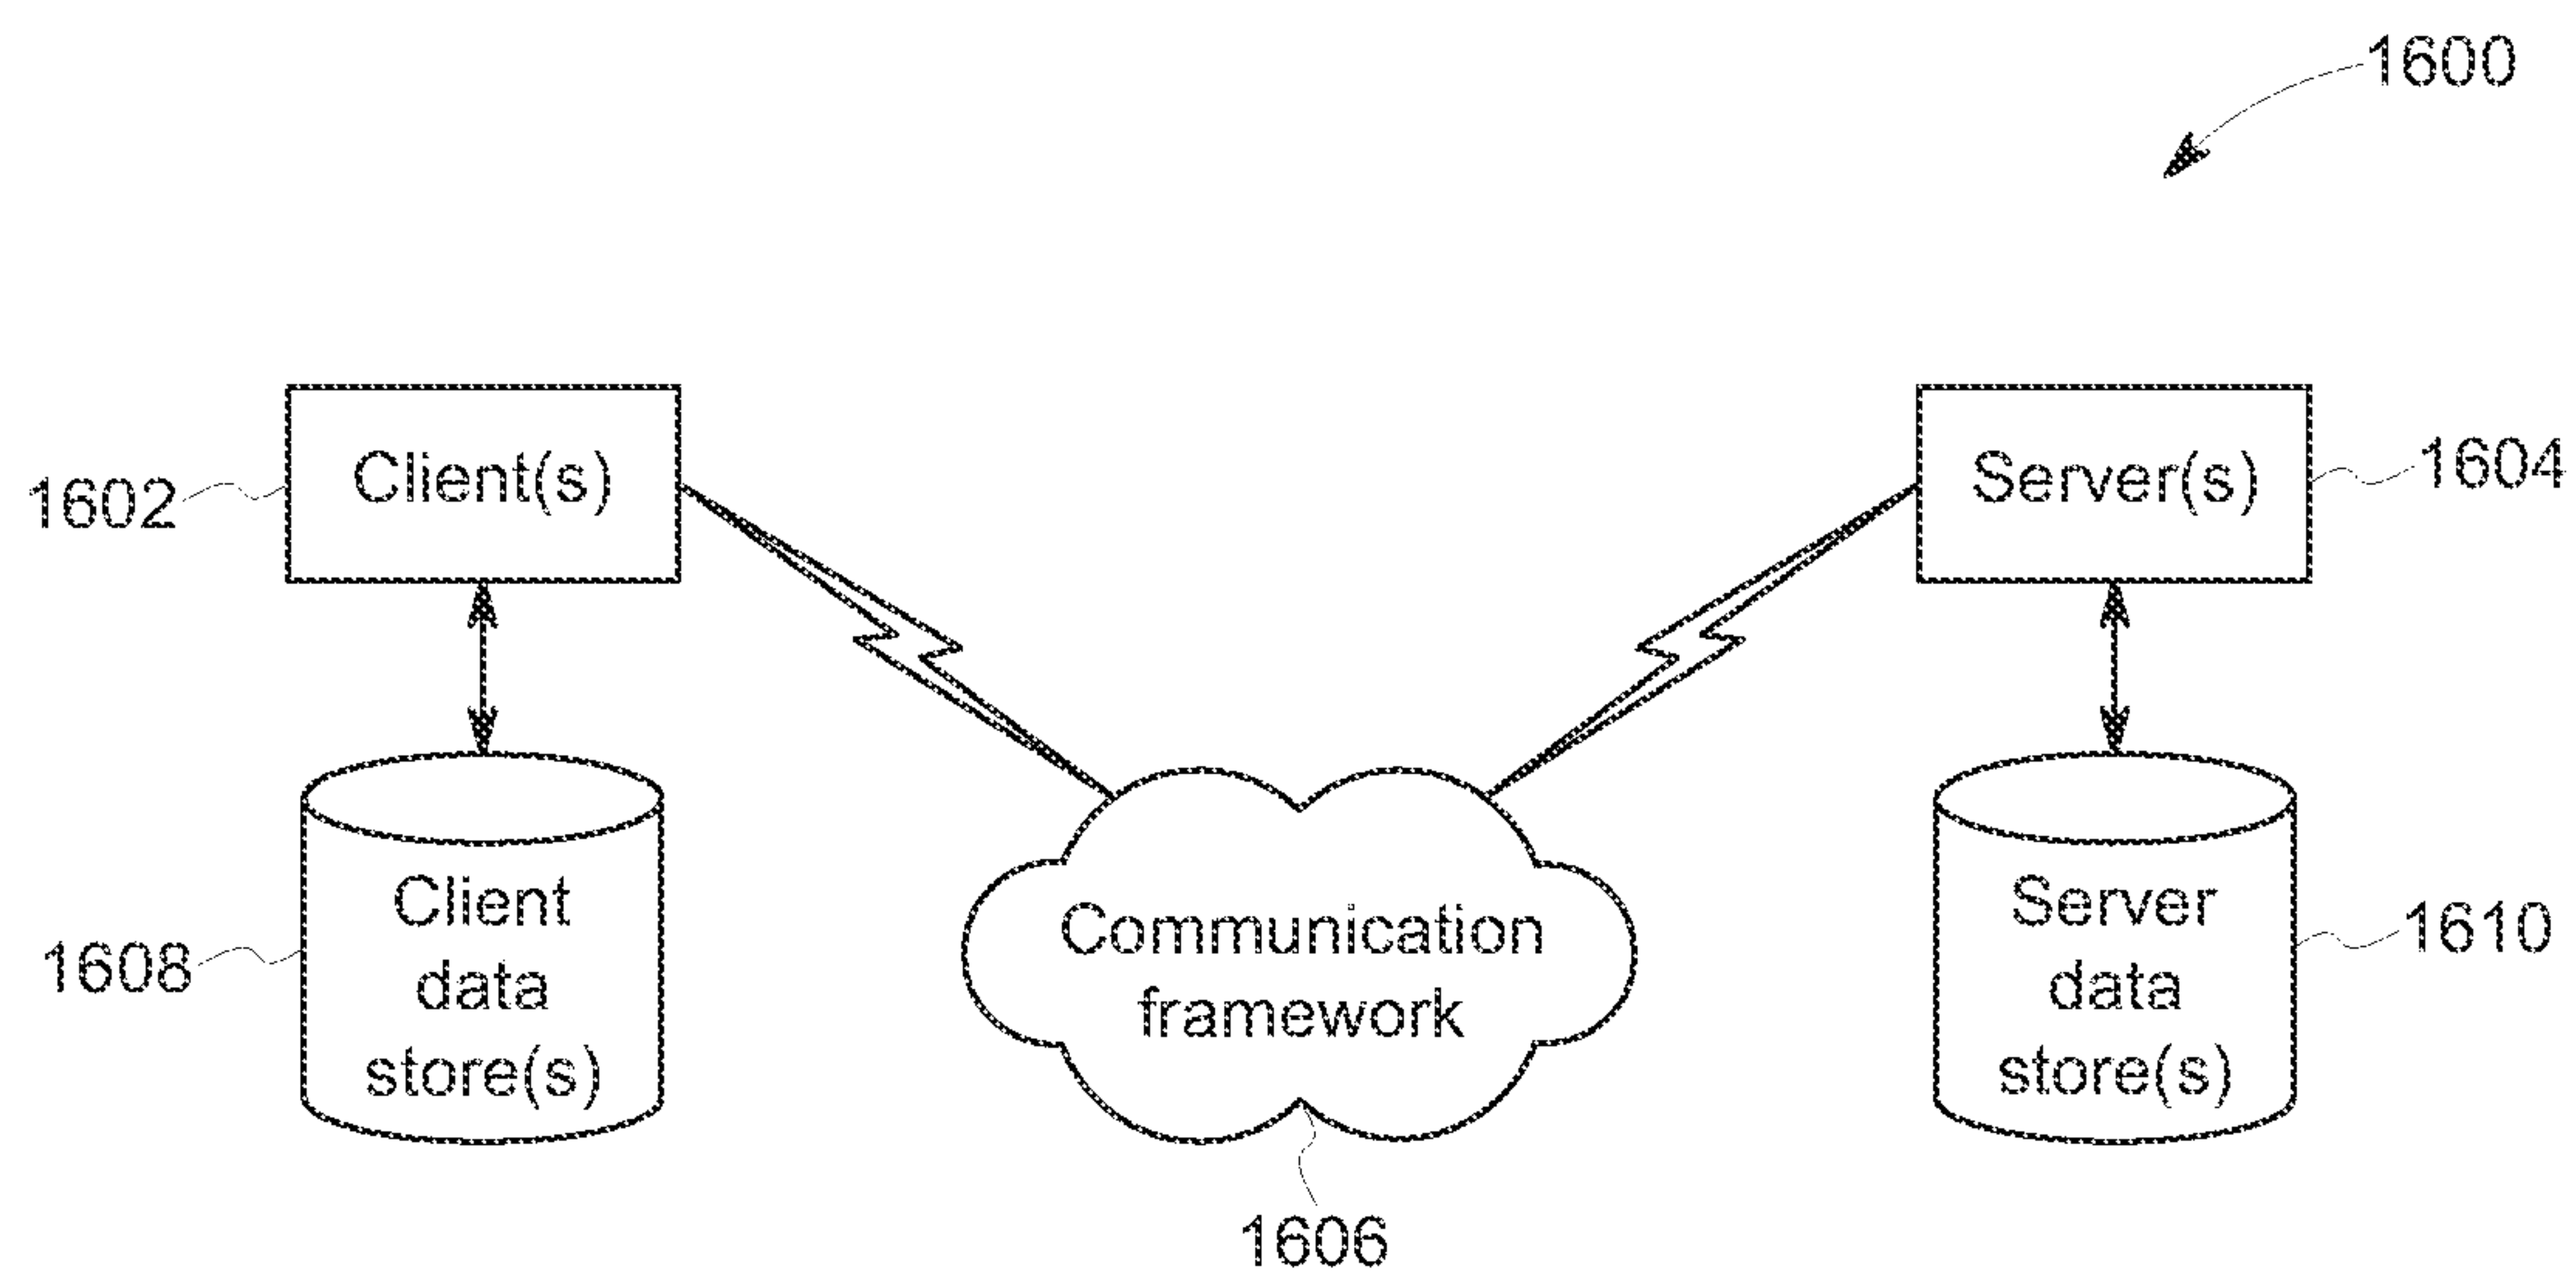 1600
Client(s)
1602
Server(s)
1604
Client
data
store(s)
1608
Communication
framework
1606
Server
data
store(s)
1610